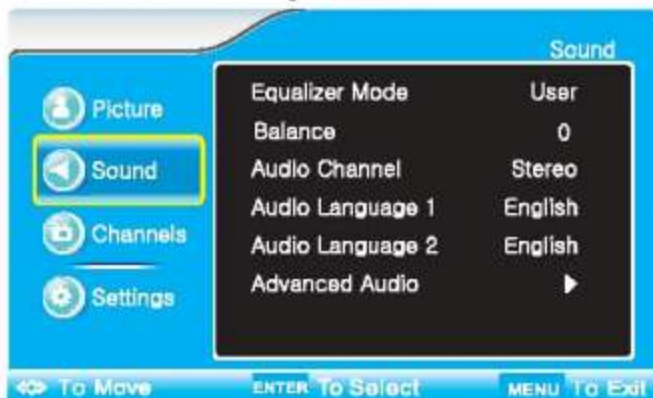 Sound
Picture
Sound
Channels
Settings
Equalizer Mode User
Balance 0
Audio Channel Stereo
Audio Language 1 English
Audio Language 2 English
Advanced Audio
To Move ENTER To Select MENU To Exit